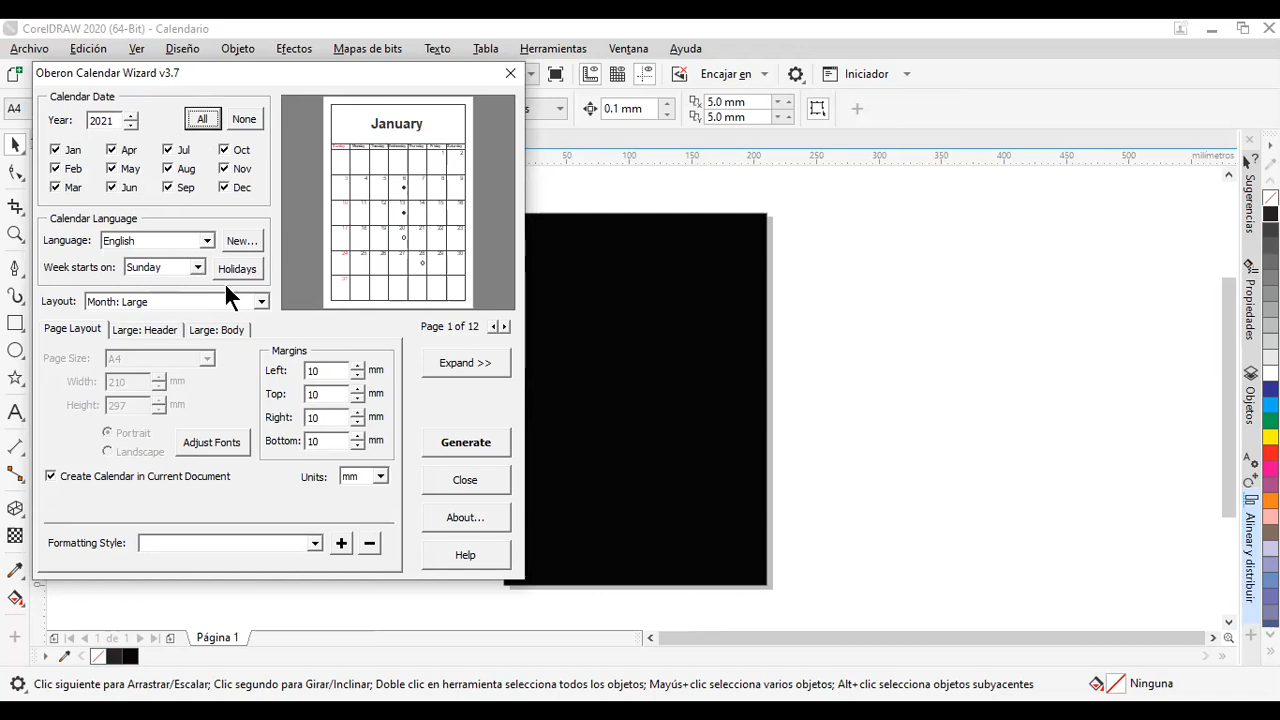 CorelDRAW 2020 (64-Bit) - Calendario
Archivo Edición Ver Diseño Objeto Efectos Mapas de bits Texto Tabla Herramientas Ventana Ayuda
Encajar en Iniciador
A4 0.1 mm 5.0 mm
5.0 mm
Oberon Calendar Wizard v3.7
Calendar Date
Year: 2021 All None
Jan Apr Jul Oct
Feb May Aug Nov
Mar Jun Sep Dec
Calendar Language
Language: English New...
Week starts on: Sunday Holidays
Layout: Month: Large
January
Page Layout Large: Header Large: Body
Page 1 of 12
Page Size: A4
Width: 210 mm
Height: 297 mm
Portrait
Landscape
Adjust Fonts
Margins
Left: 10 mm
Top: 10 mm
Right: 10 mm
Bottom: 10 mm
Create Calendar in Current Document
Units: mm
Formatting Style:
Expand >>
Generate
Close
About...
Help
50 100 150 200 250 300 350 400 450 500 milímetros
Sugerencias
Propiedades
Objetos
Alinear y distribuir
1 de 1 Página 1
Clic siguiente para Arrastrar/Escalar; Clic segundo para Girar/Inclinar; Doble clic en herramienta selecciona todos los objetos; Mayús+clic selecciona varios objetos; Alt+clic selecciona objetos subyacentes
Ninguna